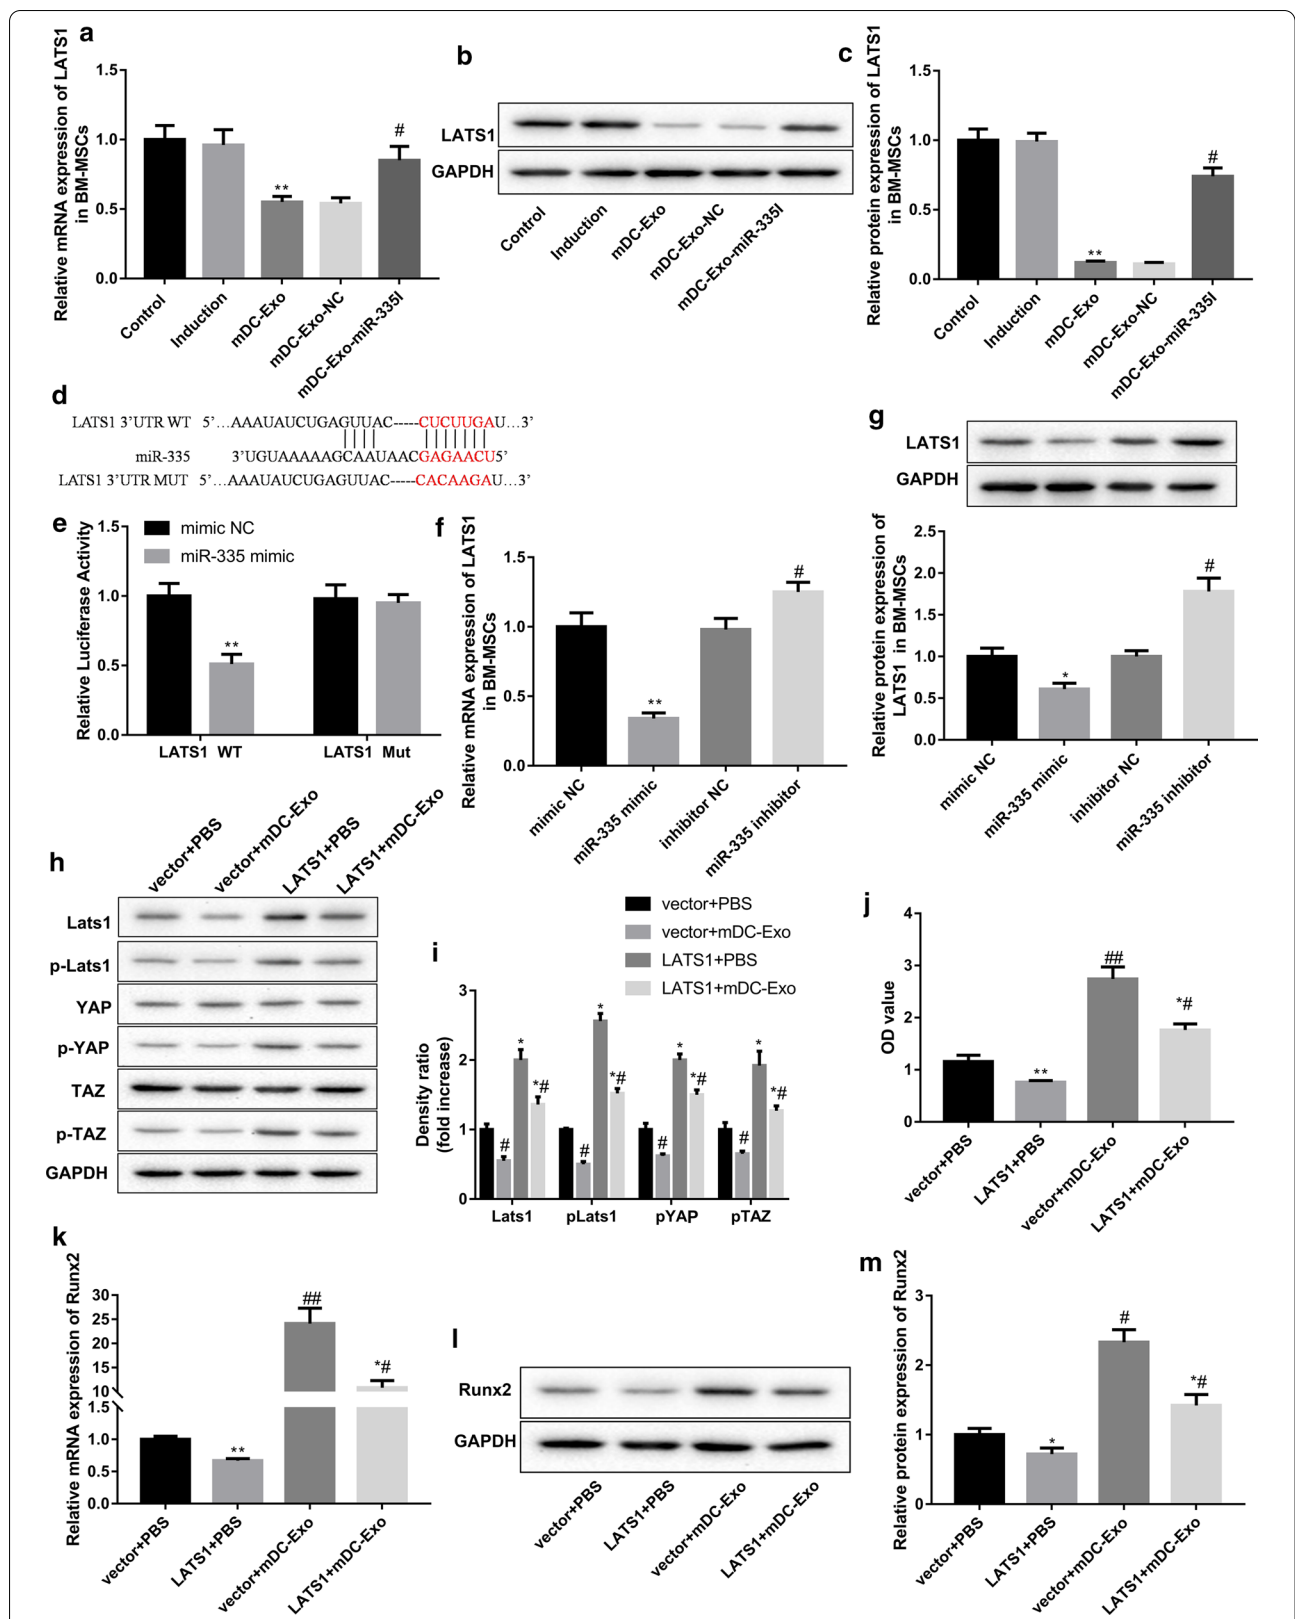 a
Relative mRNA expression of LATS1
in BM-MSCs
1.5
1.0
0.5
0.0
**
#
Control
Induction
mDC-Exo
mDC-Exo-NC
mDC-Exo-miR-335I
b
LATS1
GAPDH
Control
Induction
mDC-Exo
mDC-Exo-NC
mDC-Exo-miR-335I
c
Relative protein expression of LATS1
in BM-MSCs
1.5
1.0
0.5
0.0
**
#
Control
Induction
mDC-Exo
mDC-Exo-NC
mDC-Exo-miR-335I
d
LATS1 3’UTR WT 5’…AAAUAUCUGAGUUAC-----CUCUUGAU…3’
miR-335 3’UGUAAAAAGCAAUAACGAGAACU5’
LATS1 3’UTR MUT 5’…AAAUAUCUGAGUUAC-----CACAAGAU…3’
e
Relative Luciferase Activity
1.5
1.0
0.5
0.0
mimic NC
miR-335 mimic
**
LATS1 WT
LATS1 Mut
f
Relative mRNA expression of LATS1
in BM-MSCs
1.5
1.0
0.5
0.0
**
#
mimic NC
miR-335 mimic
inhibitor NC
miR-335 inhibitor
g
LATS1
GAPDH
Relative protein expression of
LATS1 in BM-MSCs
2.5
2.0
1.5
1.0
0.5
0.0
*
#
mimic NC
miR-335 mimic
inhibitor NC
miR-335 inhibitor
h
vector+PBS
vector+mDC-Exo
LATS1+PBS
LATS1+mDC-Exo
Lats1
p-Lats1
YAP
p-YAP
TAZ
p-TAZ
GAPDH
i
vector+PBS
vector+mDC-Exo
LATS1+PBS
LATS1+mDC-Exo
Density ratio
(fold increase)
3
2
1
0
#
*
*#
#
*
*#
#
*
*#
#
*
*#
Lats1
pLats1
pYAP
pTAZ
j
OD value
4
3
2
1
0
**
##
*#
vector+PBS
LATS1+PBS
vector+mDC-Exo
LATS1+mDC-Exo
k
Relative mRNA expression of Runx2
30
25
20
15
10
1.5
1.0
0.5
0.0
**
##
*#
vector+PBS
LATS1+PBS
vector+mDC-Exo
LATS1+mDC-Exo
l
Runx2
GAPDH
vector+PBS
LATS1+PBS
vector+mDC-Exo
LATS1+mDC-Exo
m
Relative protein expression of Runx2
3
2
1
0
*
#
*#
vector+PBS
LATS1+PBS
vector+mDC-Exo
LATS1+mDC-Exo